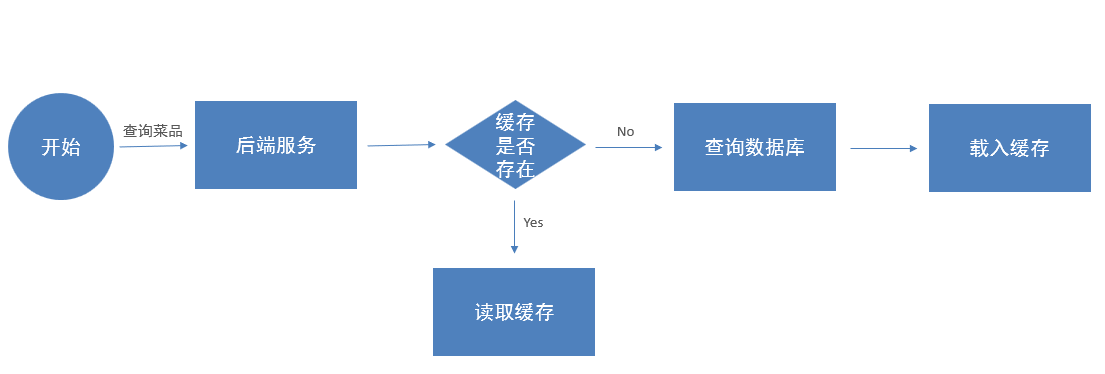 开始
查询菜品
后端服务
缓存
是否
存在
No
查询数据库
载入缓存
Yes
读取缓存